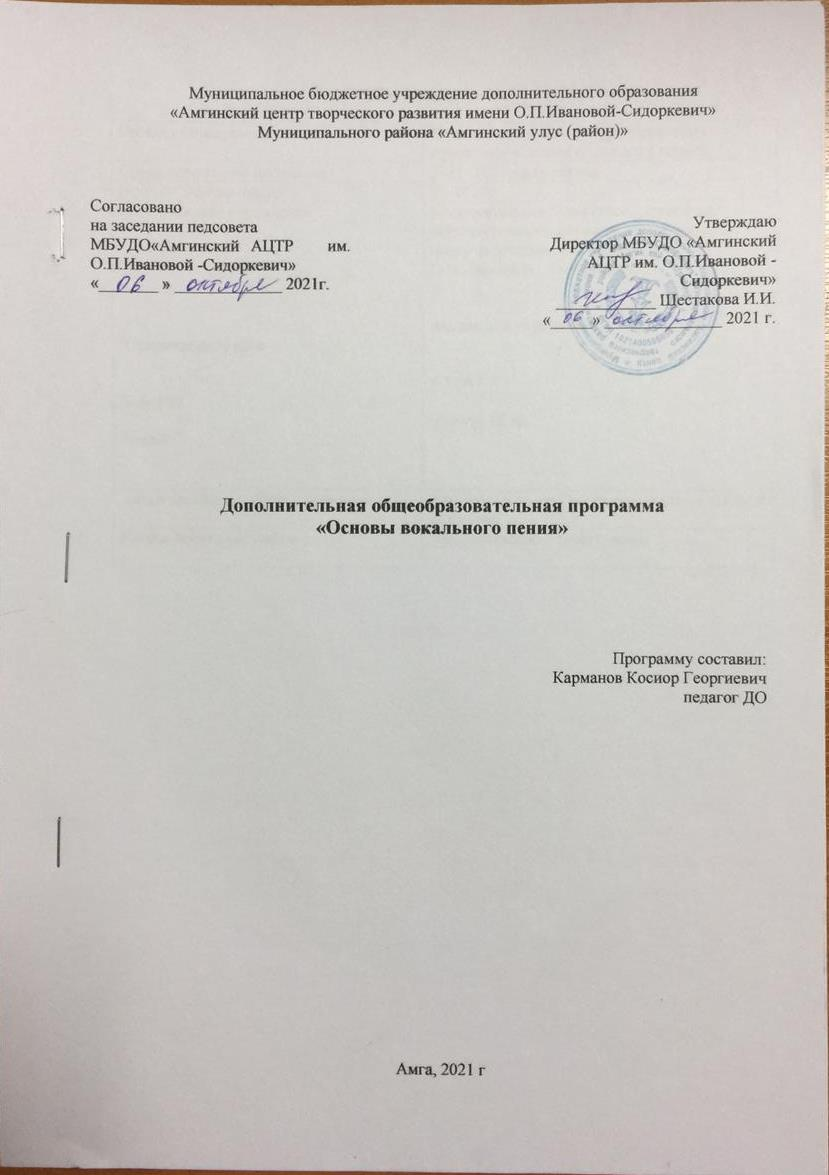 Муниципальное бюджетное учреждение дополнительного образования
«Амгинский центр творческого развития имени О.П.Ивановой-Сидоркевич»
Муниципального района «Амгинский улус (район)»
Согласовано
на заседании педсовета
МБУДО«Амгинский АЦТР им.
О.П.Ивановой -Сидоркевич»
« 06 » октября 2021г.
Утверждаю
Директор МБУДО «Амгинский
АЦТР им. О.П.Ивановой -
Сидоркевич»
Шестакова И.И.
« 06 » октября 2021 г.
Дополнительная общеобразовательная программа
«Основы вокального пения»
Программу составил:
Карманов Косиор Георгиевич
педагог ДО
Амга, 2021 г